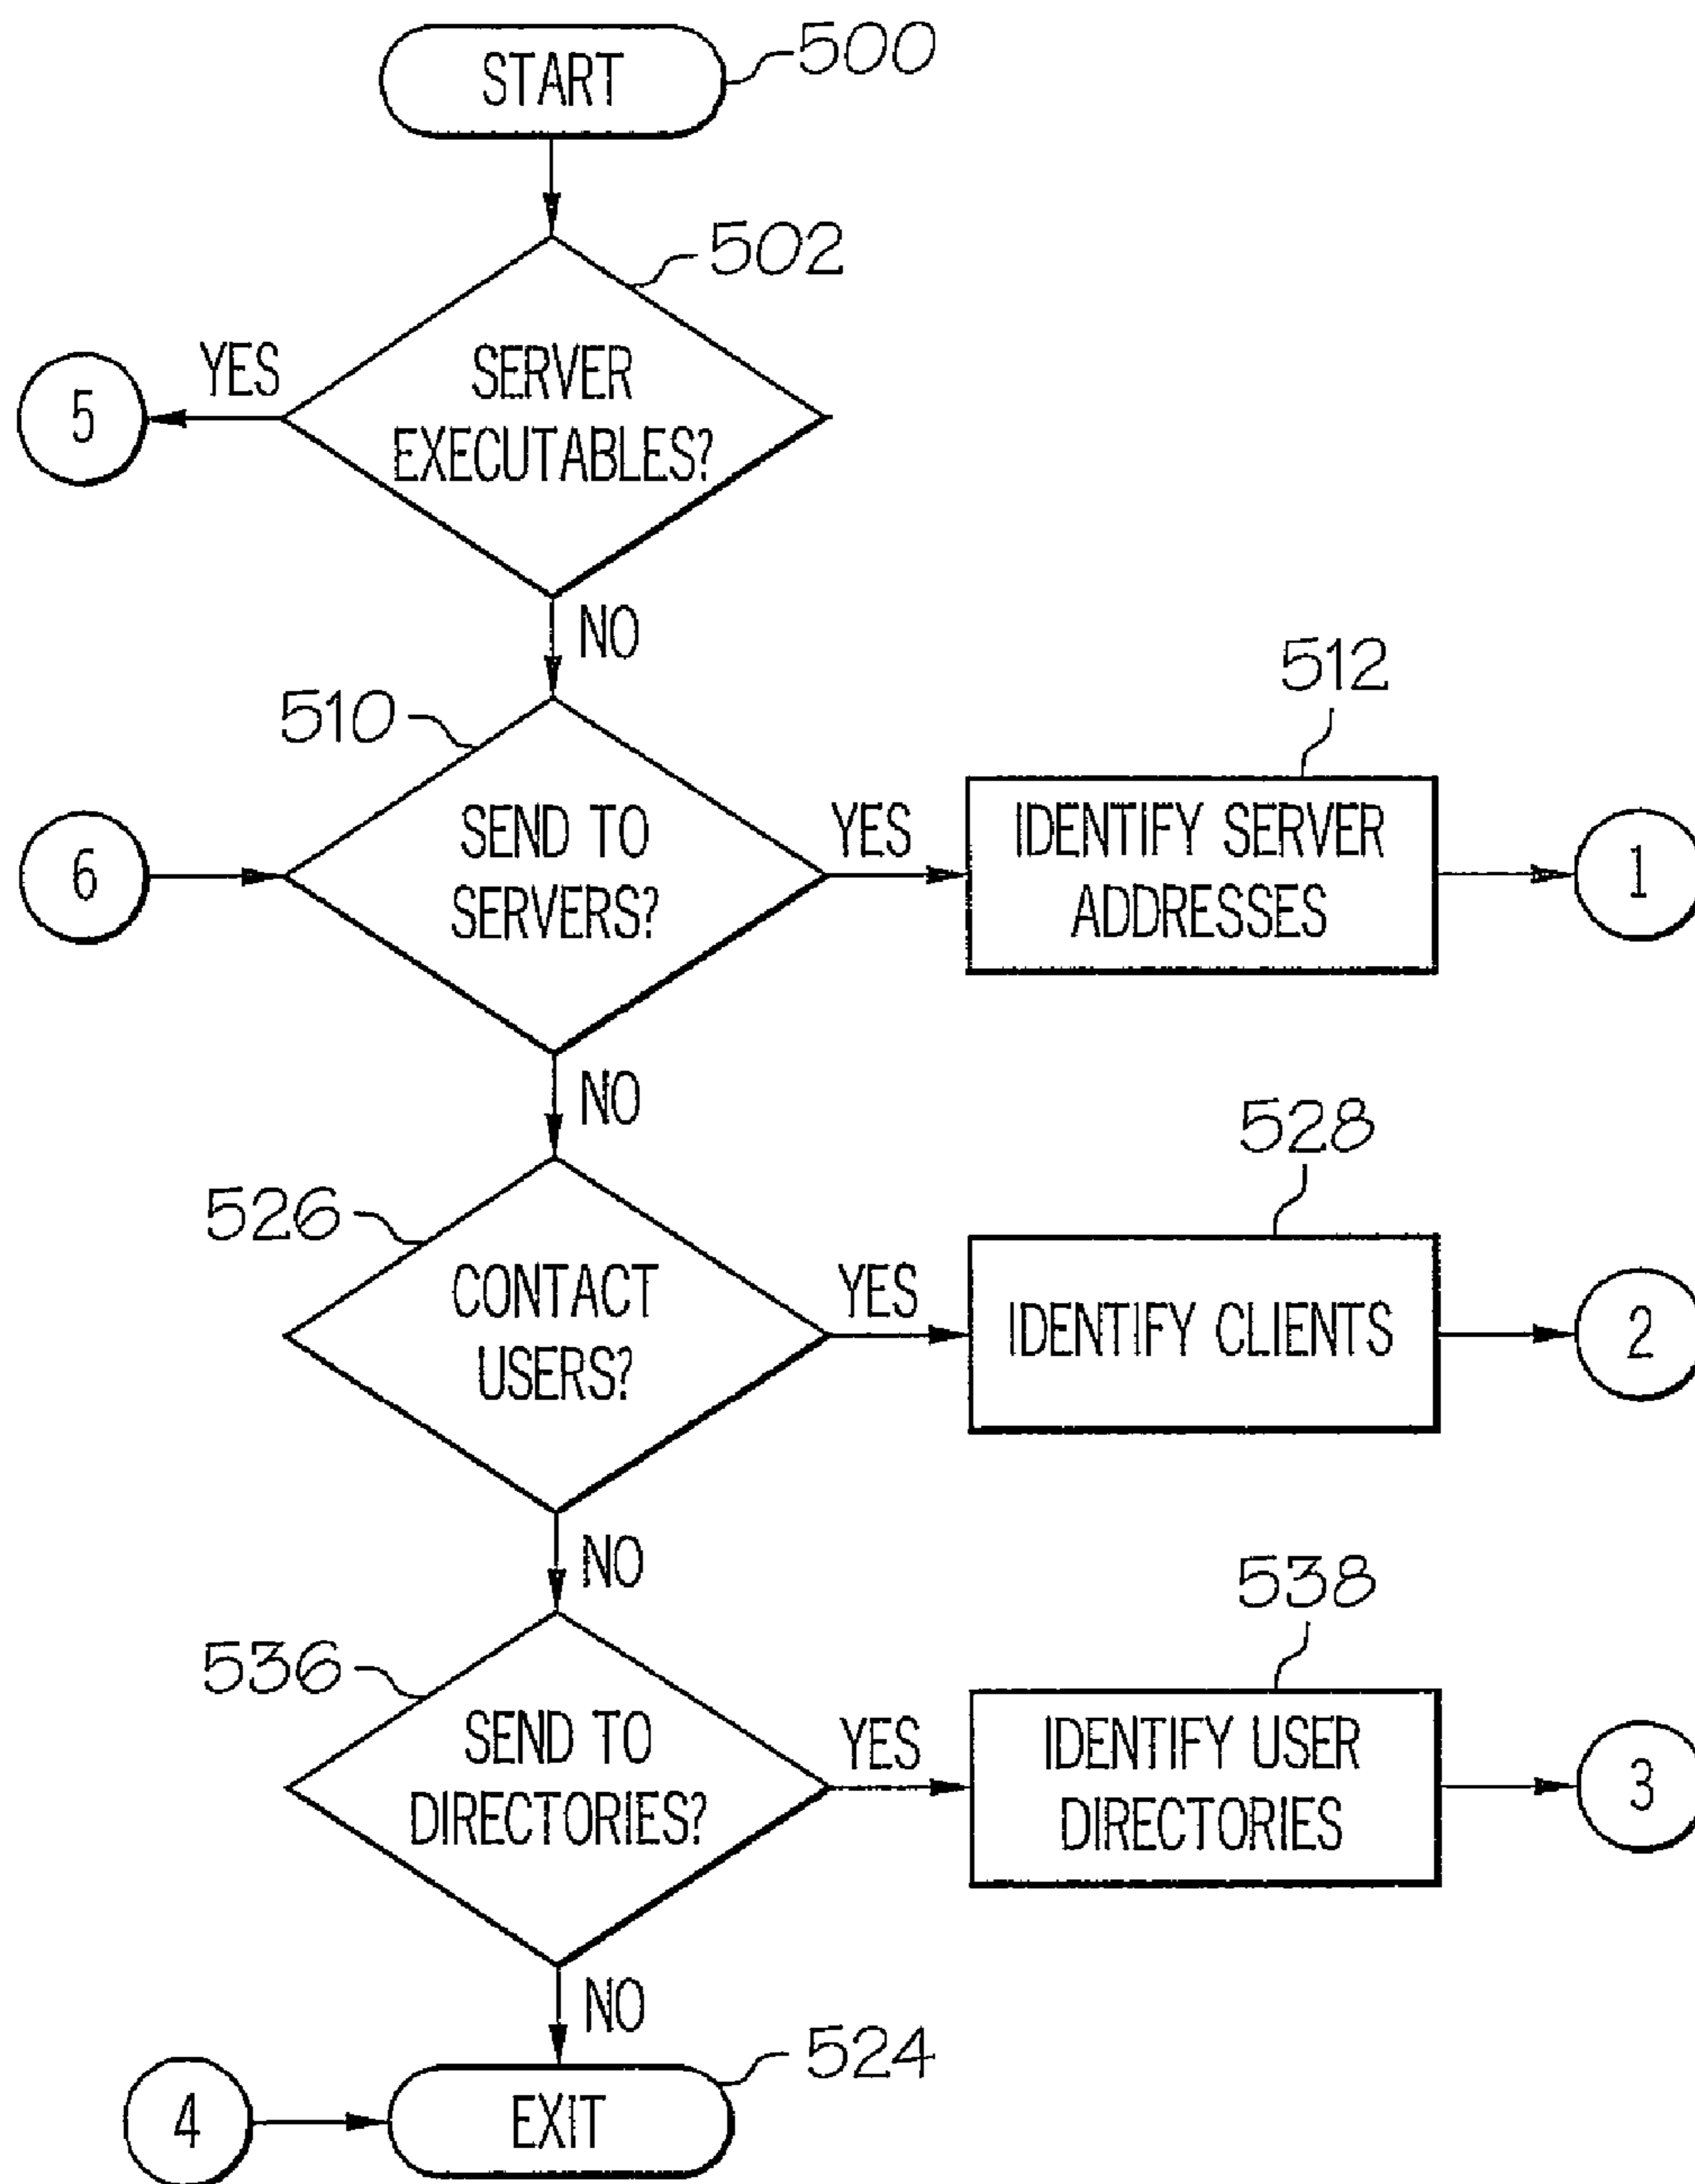 START
500
502
YES
5
SERVER
EXECUTABLES?
NO
510
512
6
SEND TO
SERVERS?
YES
IDENTIFY SERVER
ADDRESSES
1
NO
526
528
CONTACT
USERS?
YES
IDENTIFY CLIENTS
2
NO
536
538
SEND TO
DIRECTORIES?
YES
IDENTIFY USER
DIRECTORIES
3
NO
524
4
EXIT